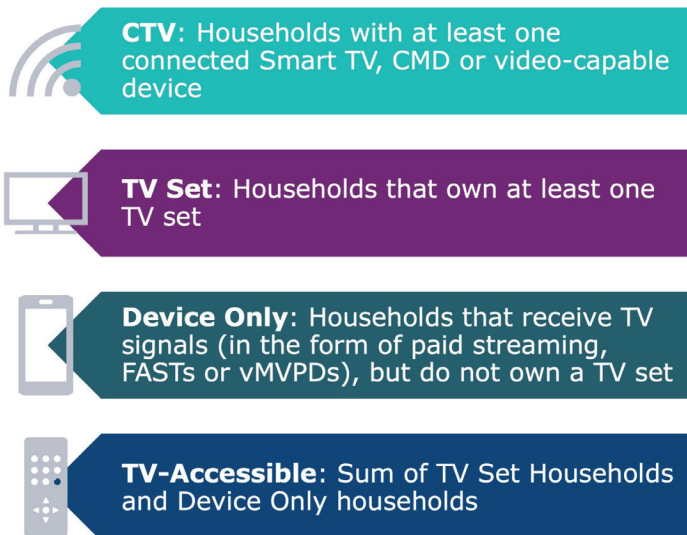 CTV: Households with at least one
connected Smart TV, CMD or video-capable
device
TV Set: Households that own at least one
TV set
Device Only: Households that receive TV
signals (in the form of paid streaming,
FASTs or vMVPDs), but do not own a TV set
TV-Accessible: Sum of TV Set Households
and Device Only households